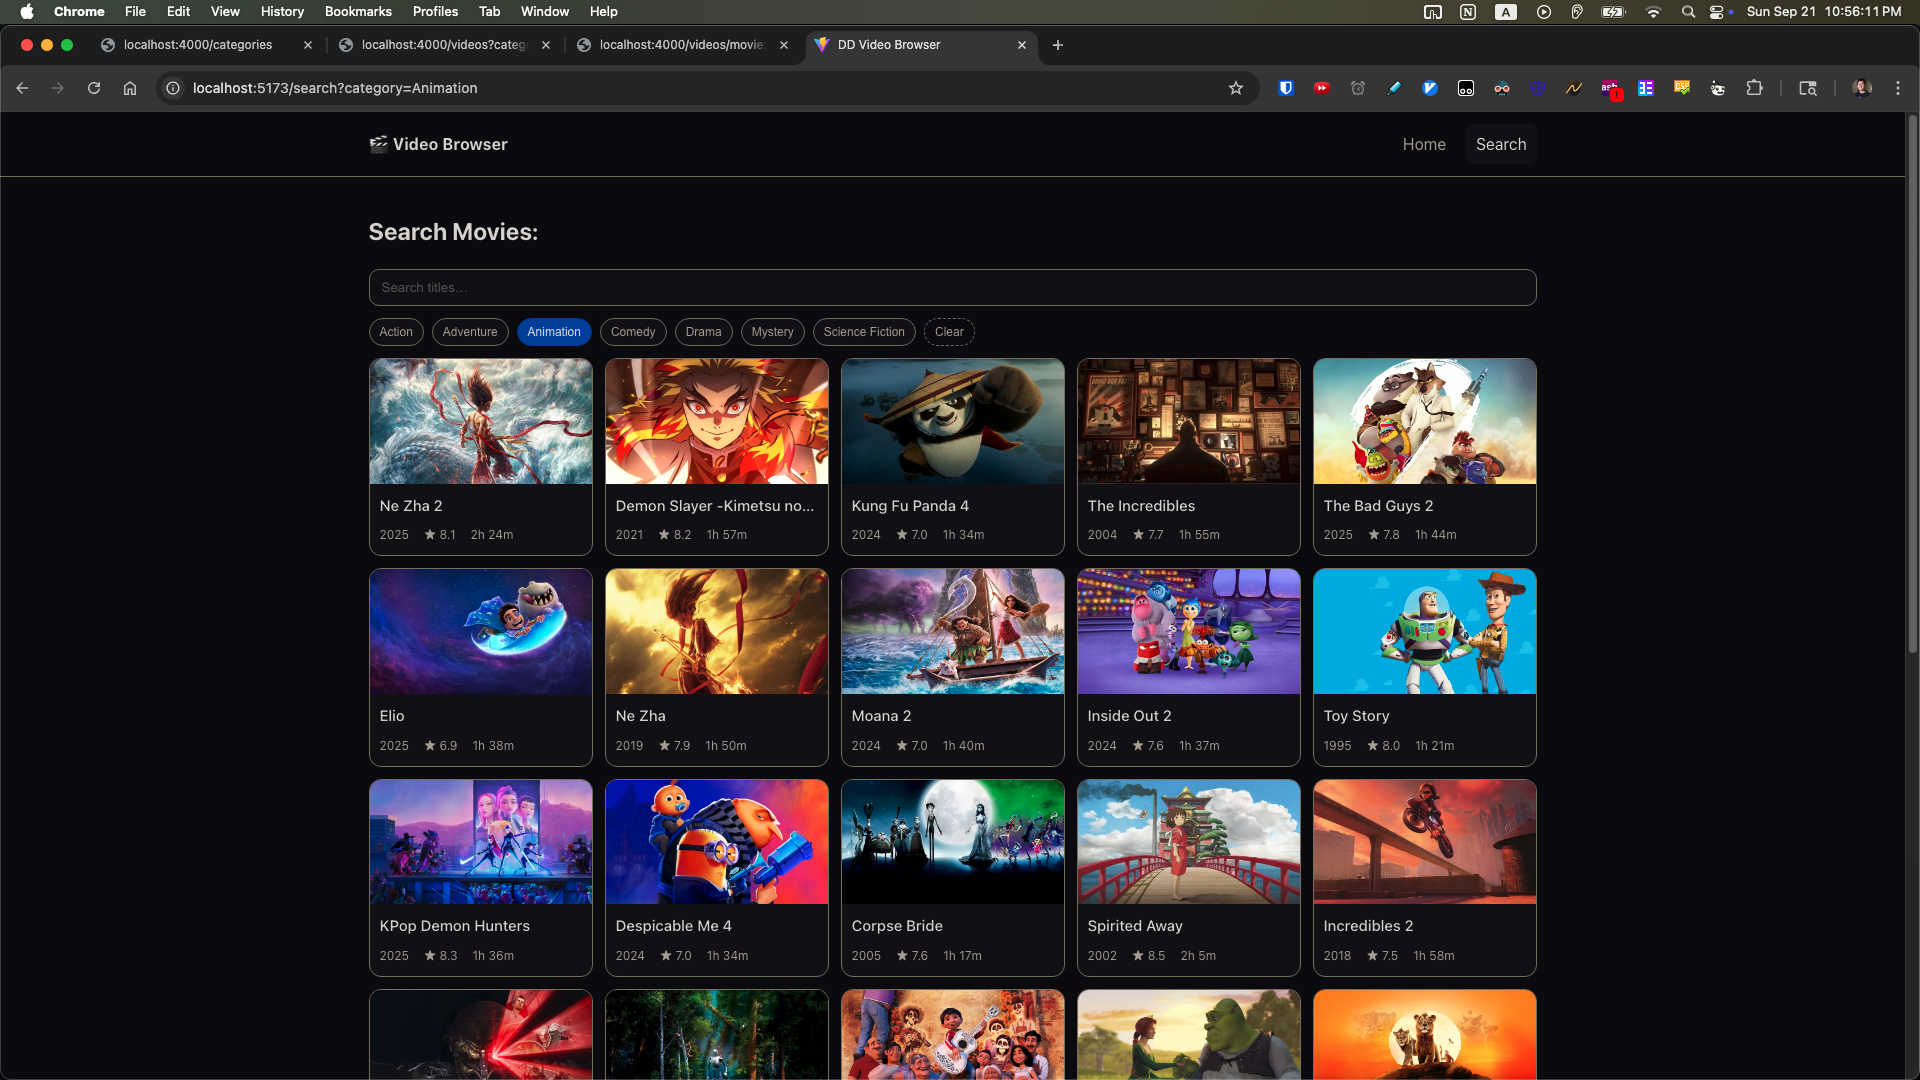 Chrome File Edit View History Bookmarks Profiles Tab Window Help
A
Sun Sep 21 10:56:11 PM
localhost:4000/categories
localhost:4000/videos?categ
localhost:4000/videos/movie
DD Video Browser
localhost:5173/search?category=Animation
Video Browser
Home
Search
Search Movies:
Search titles…
Action Adventure Animation Comedy Drama Mystery Science Fiction Clear
Ne Zha 2
2025 ★ 8.1 2h 24m
Demon Slayer -Kimetsu no...
2021 ★ 8.2 1h 57m
Kung Fu Panda 4
2024 ★ 7.0 1h 34m
The Incredibles
2004 ★ 7.7 1h 55m
The Bad Guys 2
2025 ★ 7.8 1h 44m
Elio
2025 ★ 6.9 1h 38m
Ne Zha
2019 ★ 7.9 1h 50m
Moana 2
2024 ★ 7.0 1h 40m
Inside Out 2
2024 ★ 7.6 1h 37m
Toy Story
1995 ★ 8.0 1h 21m
KPop Demon Hunters
2025 ★ 8.3 1h 36m
Despicable Me 4
2024 ★ 7.0 1h 34m
Corpse Bride
2005 ★ 7.6 1h 17m
Spirited Away
2002 ★ 8.5 2h 5m
Incredibles 2
2018 ★ 7.5 1h 58m